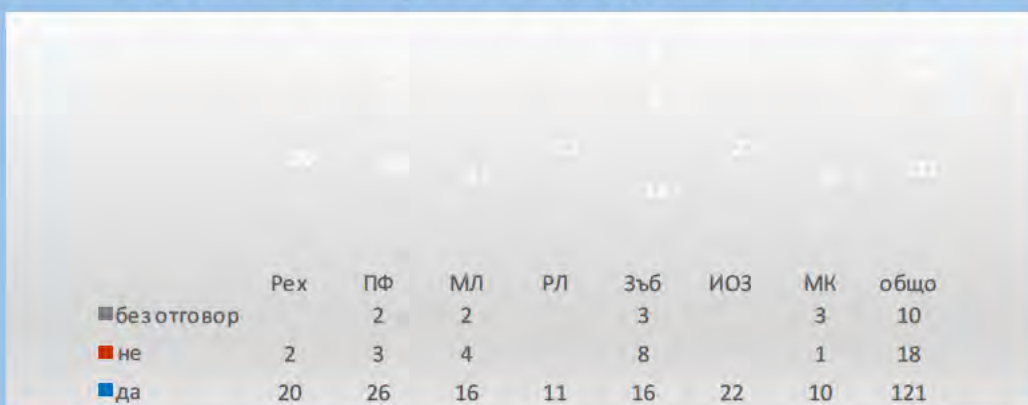 Рех ПФ МЛ РЛ Зъб ИОЗ МК общо
без отговор 2 2 3 3 10
не 2 3 4 8 1 18
да 20 26 16 11 16 22 10 121